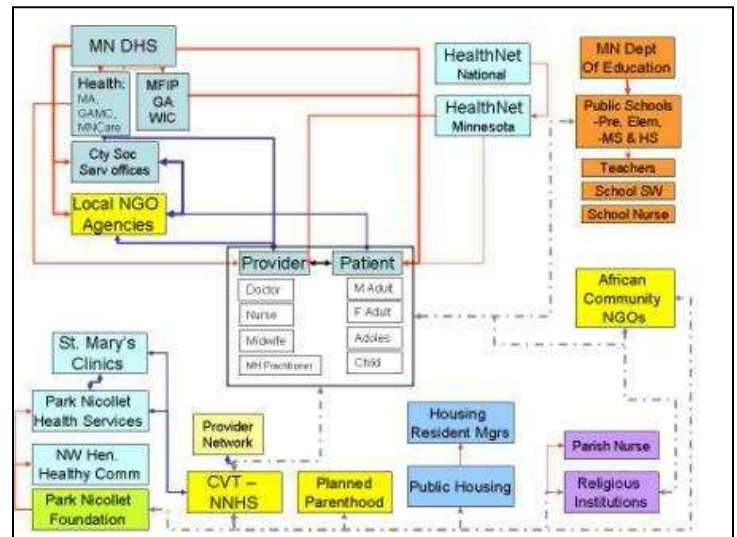 MN DHS
Health:
MA,
GAMC,
MNCare
MFIP
GA
WIC
Cty Soc
Serv offices
Local NGO
Agencies
HealthNet
National
HealthNet
Minnesota
MN Dept
Of Education
Public Schools
-Pre, Elem,
-MS & HS
Teachers
School SW
School Nurse
Provider
Doctor
Nurse
Midwife
NH Practitioner
Patient
M Adult
F Adult
Adoles
Child
African
Community
NGOs
St. Mary's
Clinics
Park Nicollet
Health Services
NW Hen.
Healthy Comm
Park Nicollet
Foundation
Provider
Network
CVT –
NNHS
Planned
Parenthood
Housing
Resident Mgrs
Public Housing
Parish Nurse
Religious
Institutions